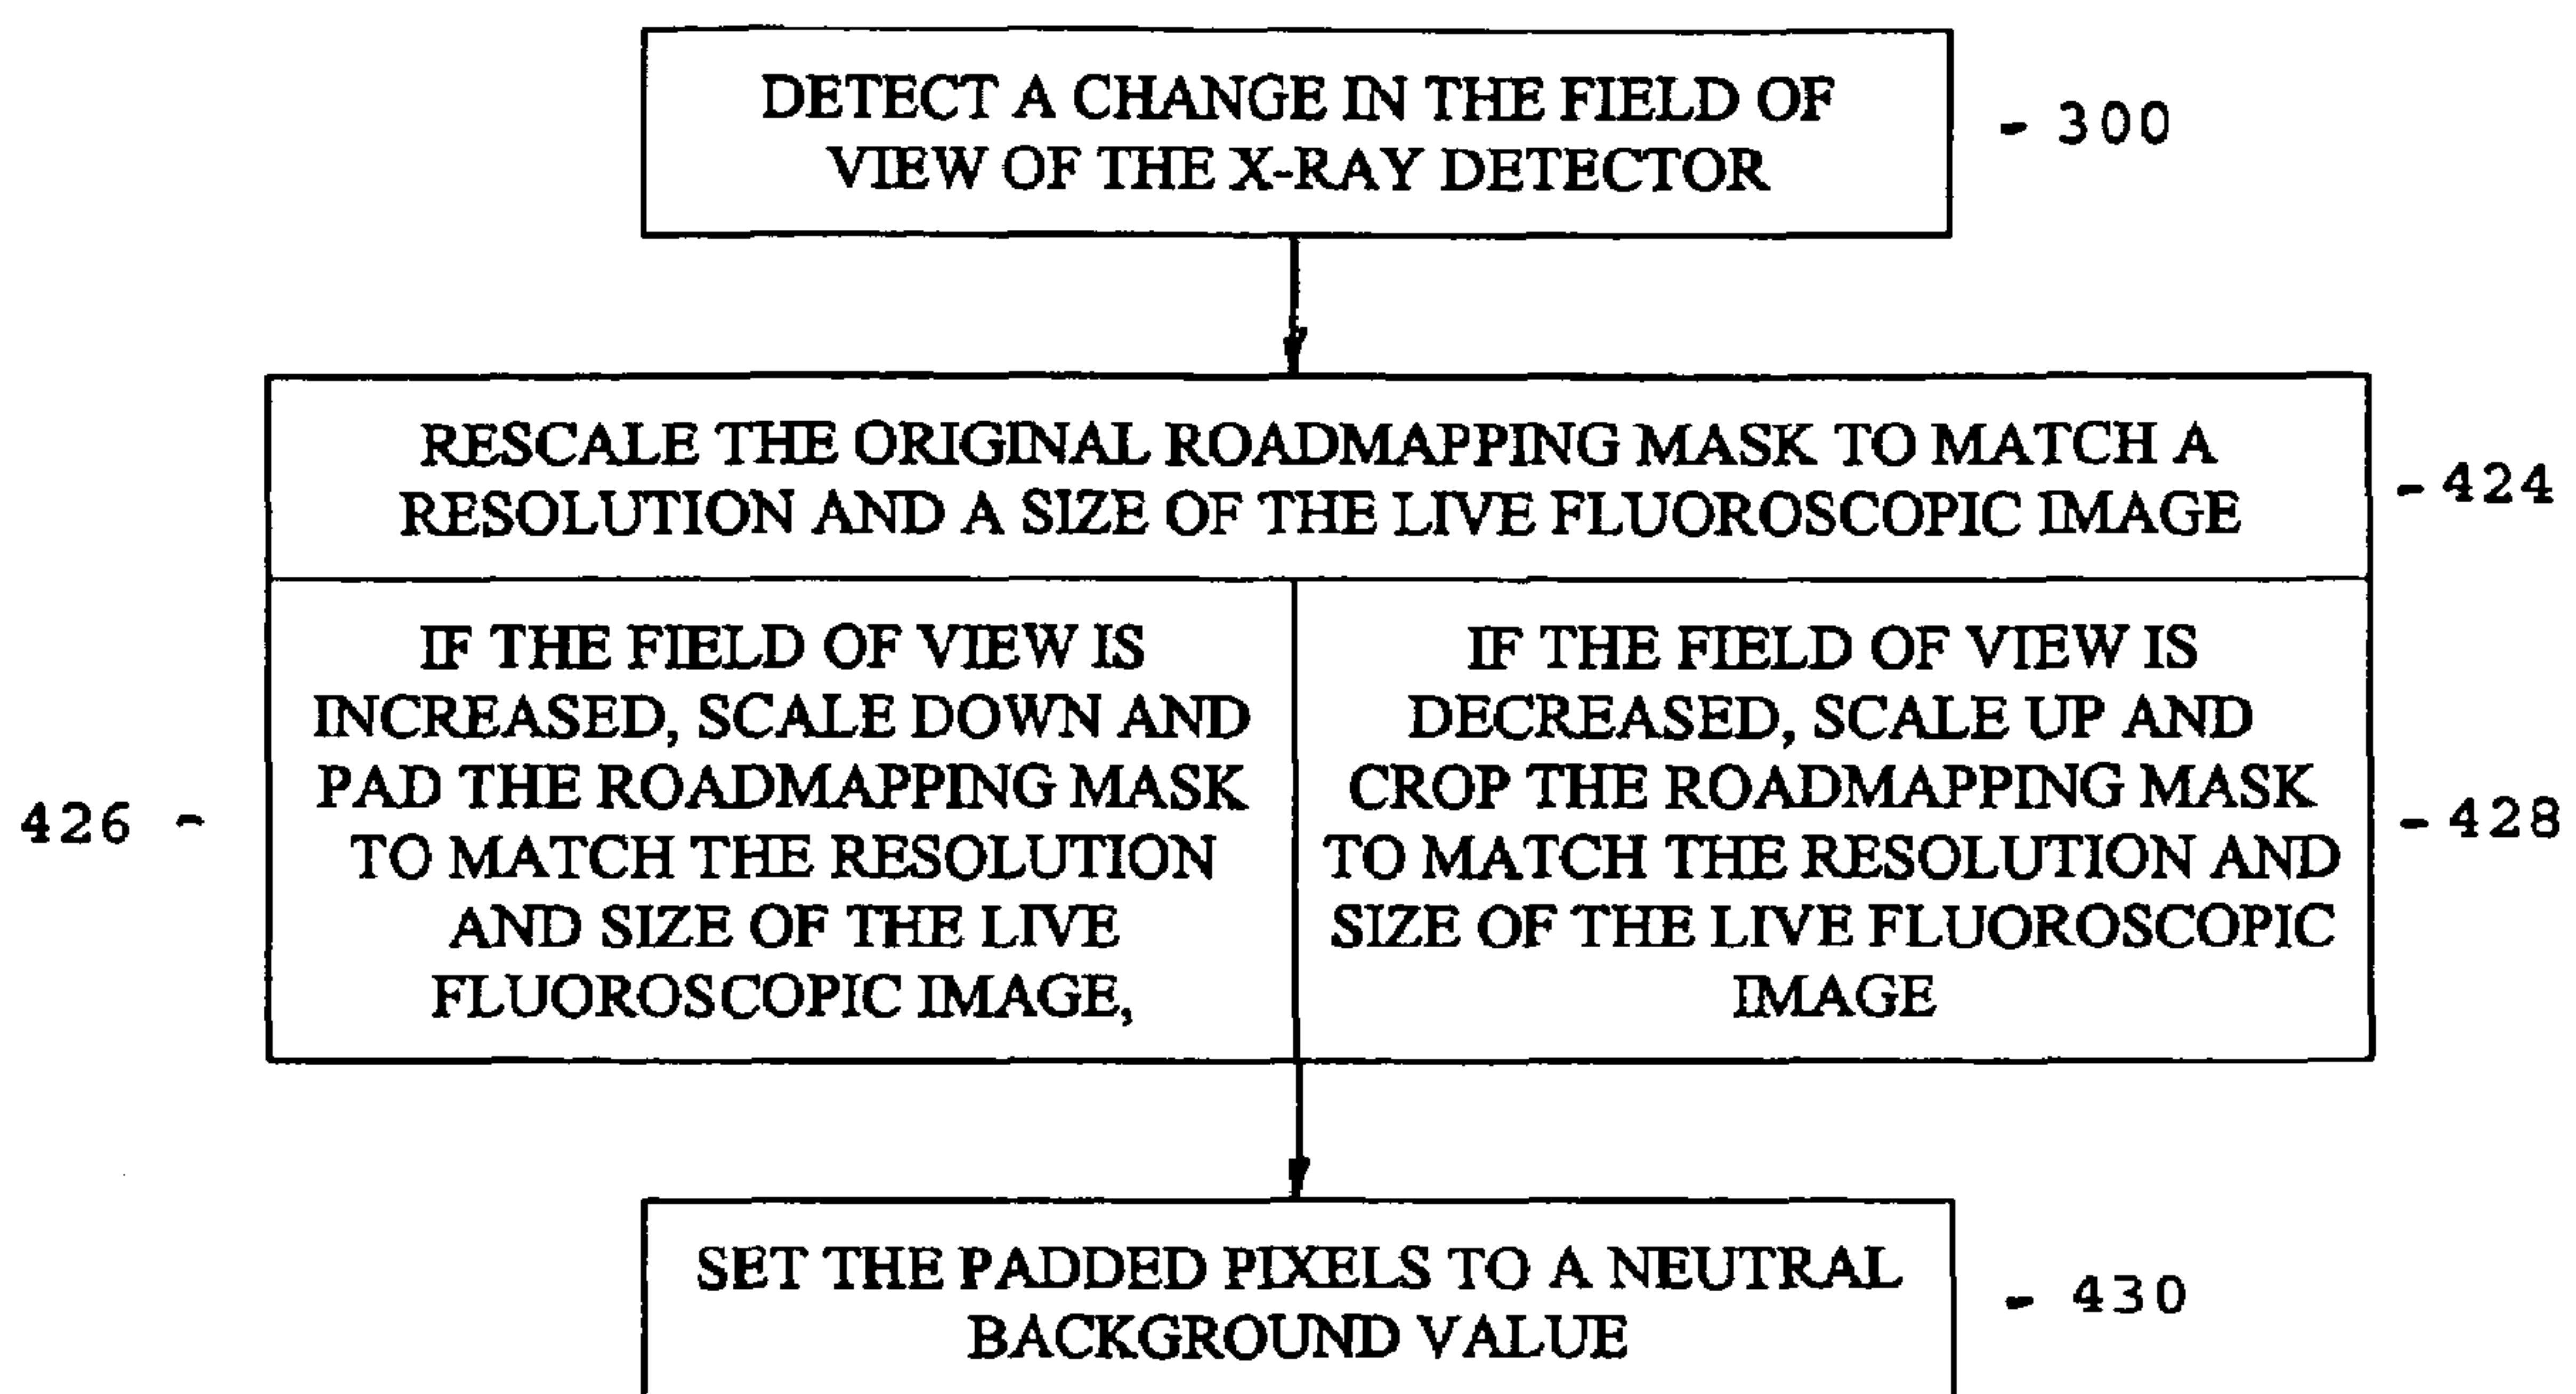 DETECT A CHANGE IN THE FIELD OF
VIEW OF THE X-RAY DETECTOR
- 300
RESCALE THE ORIGINAL ROADMAPPING MASK TO MATCH A
RESOLUTION AND A SIZE OF THE LIVE FLUOROSCOPIC IMAGE
- 424
IF THE FIELD OF VIEW IS
INCREASED, SCALE DOWN AND
PAD THE ROADMAPPING MASK
TO MATCH THE RESOLUTION
AND SIZE OF THE LIVE
FLUOROSCOPIC IMAGE,
426 -
IF THE FIELD OF VIEW IS
DECREASED, SCALE UP AND
CROP THE ROADMAPPING MASK
TO MATCH THE RESOLUTION AND
SIZE OF THE LIVE FLUOROSCOPIC
IMAGE
- 428
SET THE PADDED PIXELS TO A NEUTRAL
BACKGROUND VALUE
- 430